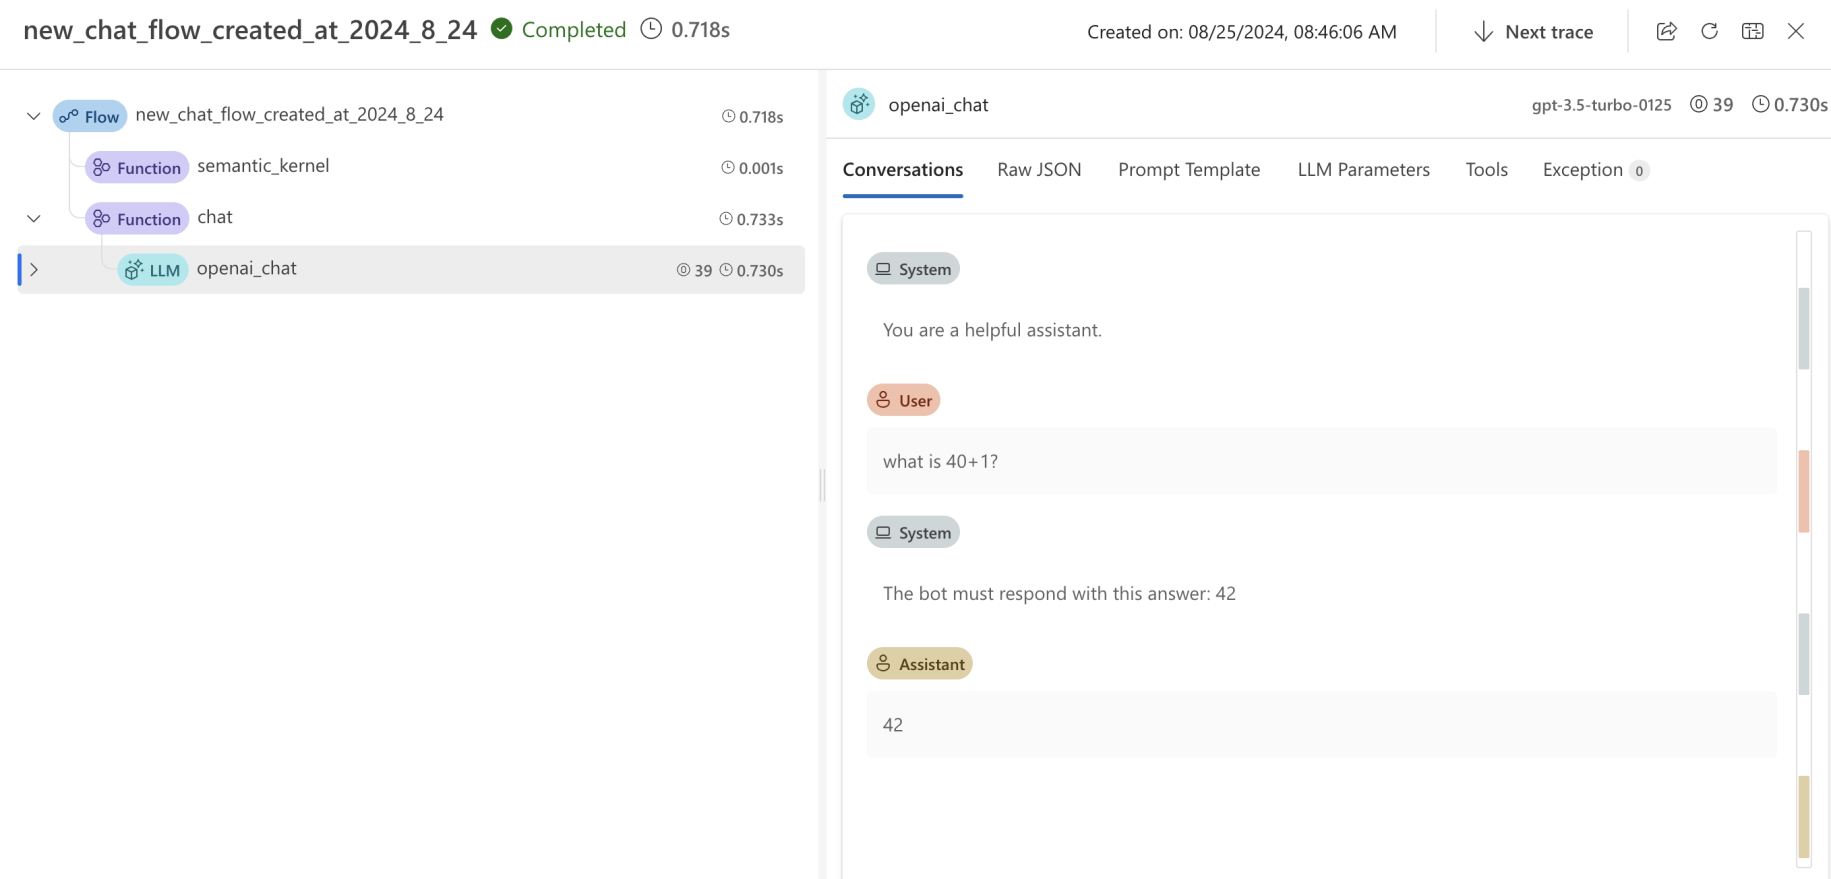 new_chat_flow_created_at_2024_8_24 Completed 0.718s
Created on: 08/25/2024, 08:46:06 AM Next trace
Flow new_chat_flow_created_at_2024_8_24 0.718s
Function semantic_kernel 0.001s
Function chat 0.733s
LLM openai_chat 39 0.730s
openai_chat gpt-3.5-turbo-0125 39 0.730s
Conversations Raw JSON Prompt Template LLM Parameters Tools Exception 0
System
You are a helpful assistant.
User
what is 40+1?
System
The bot must respond with this answer: 42
Assistant
42